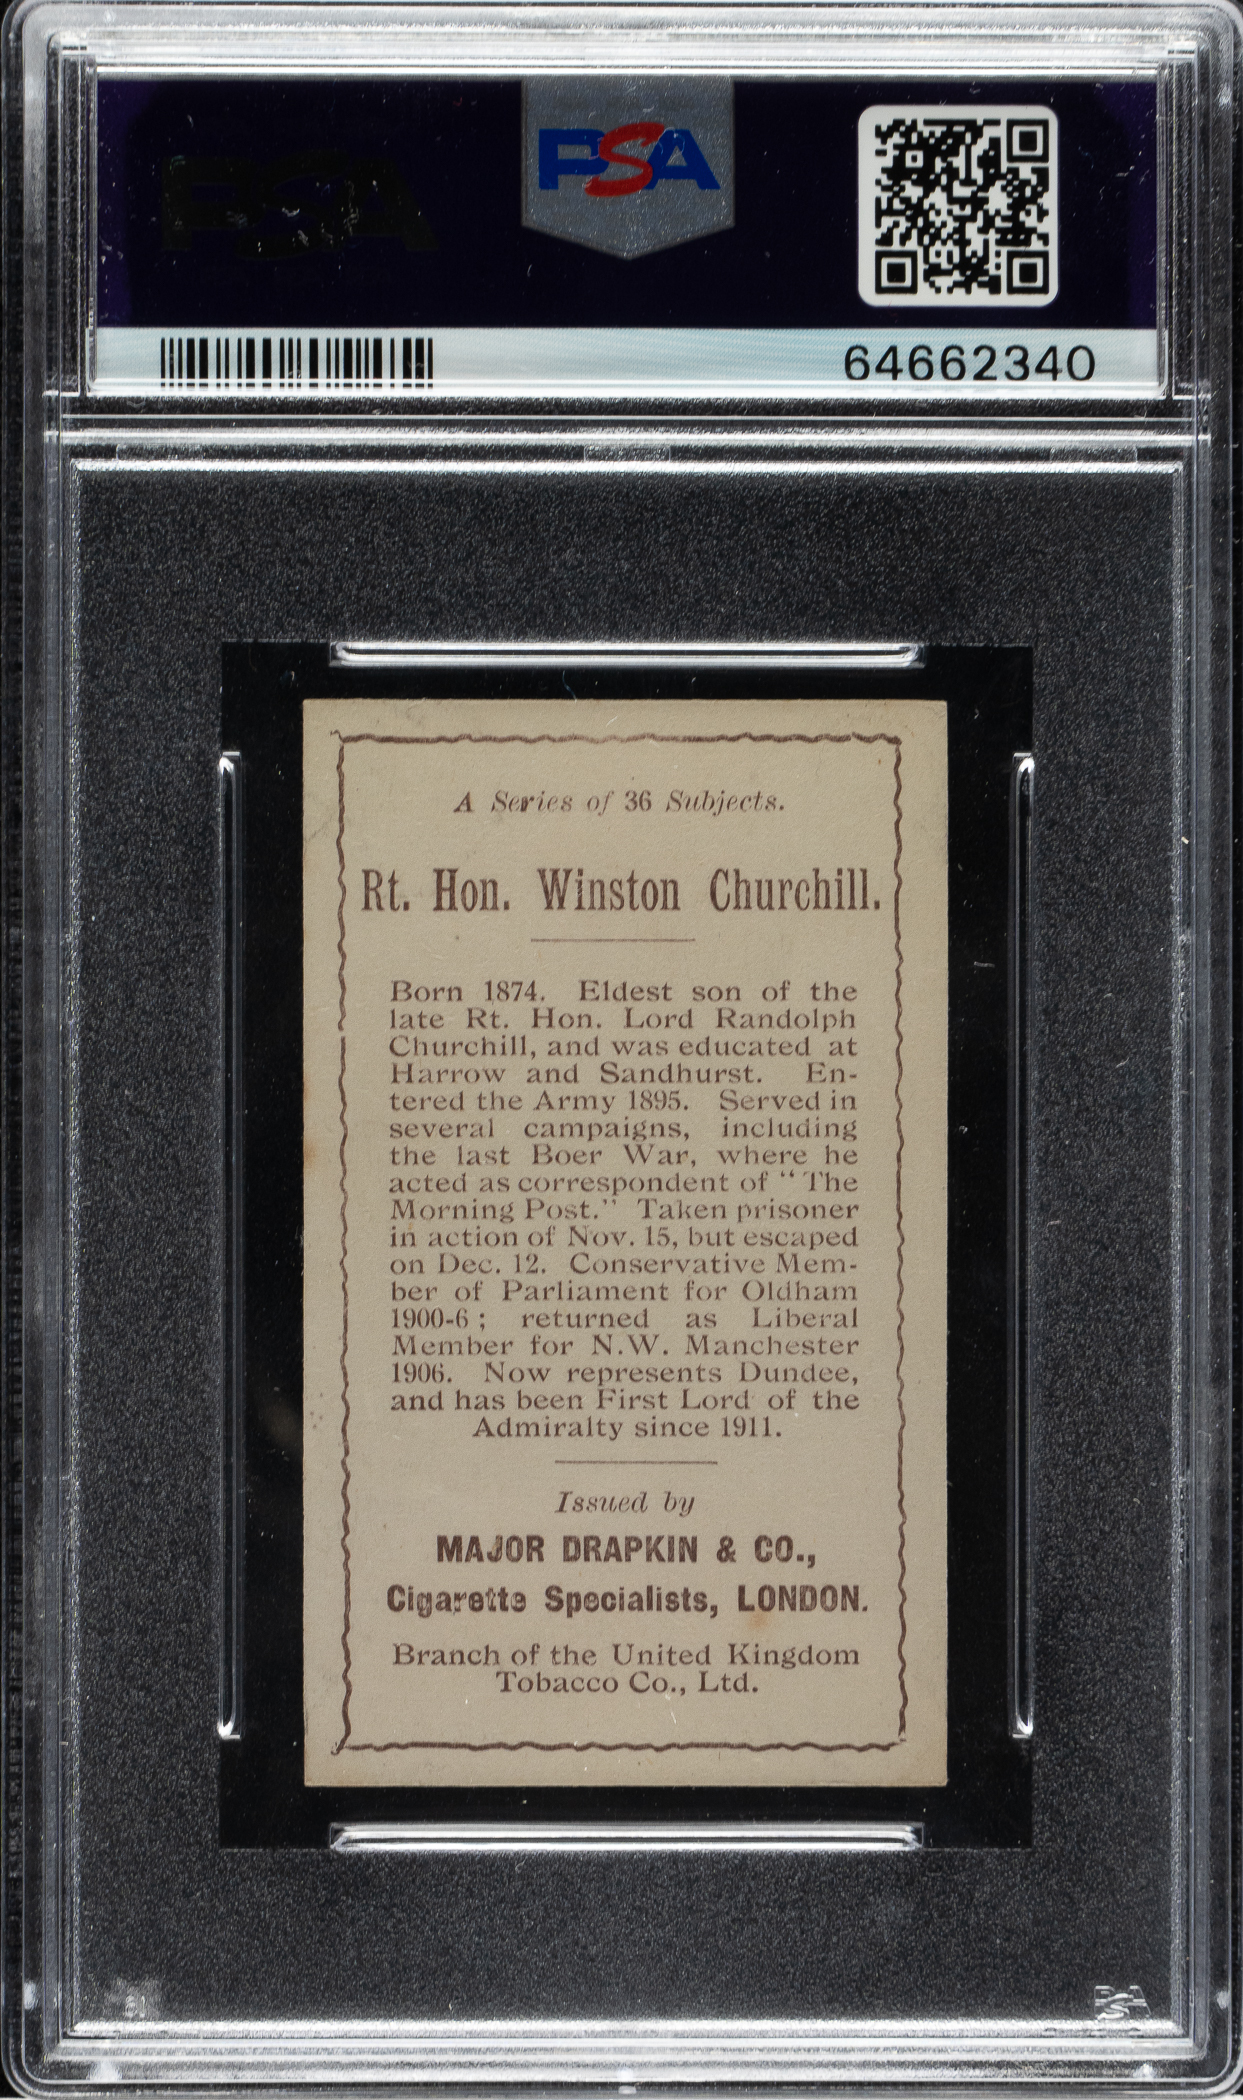 PSA
64662340
A Series of 36 Subjects.
Rt. Hon. Winston Churchill.
Born 1874. Eldest son of the
late Rt. Hon. Lord Randolph
Churchill, and was educated at
Harrow and Sandhurst. En-
tered the Army 1895. Served in
several campaigns, including
the last Boer War, where he
acted as correspondent of "The
Morning Post." Taken prisoner
in action of Nov. 15, but escaped
on Dec. 12. Conservative Mem-
ber of Parliament for Oldham
1900-6; returned as Liberal
Member for N.W. Manchester
1906. Now represents Dundee,
and has been First Lord of the
Admiralty since 1911.
Issued by
MAJOR DRAPKIN & CO.,
Cigarette Specialists, LONDON.
Branch of the United Kingdom
Tobacco Co., Ltd.
PSA